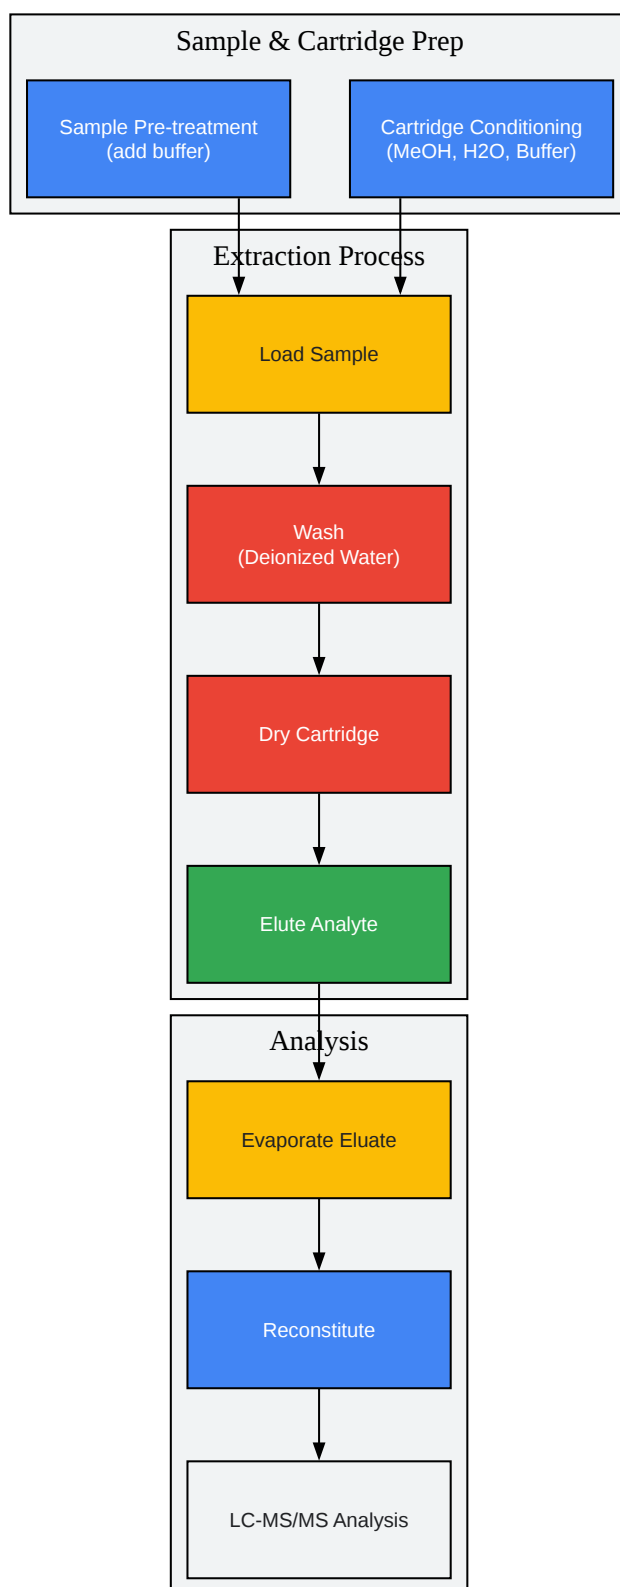 Sample & Cartridge Prep
Sample Pre-treatment
(add buffer)
Cartridge Conditioning
(MeOH, H2O, Buffer)
Extraction Process
Load Sample
Wash
(Deionized Water)
Dry Cartridge
Elute Analyte
Analysis
Evaporate Eluate
Reconstitute
LC-MS/MS Analysis